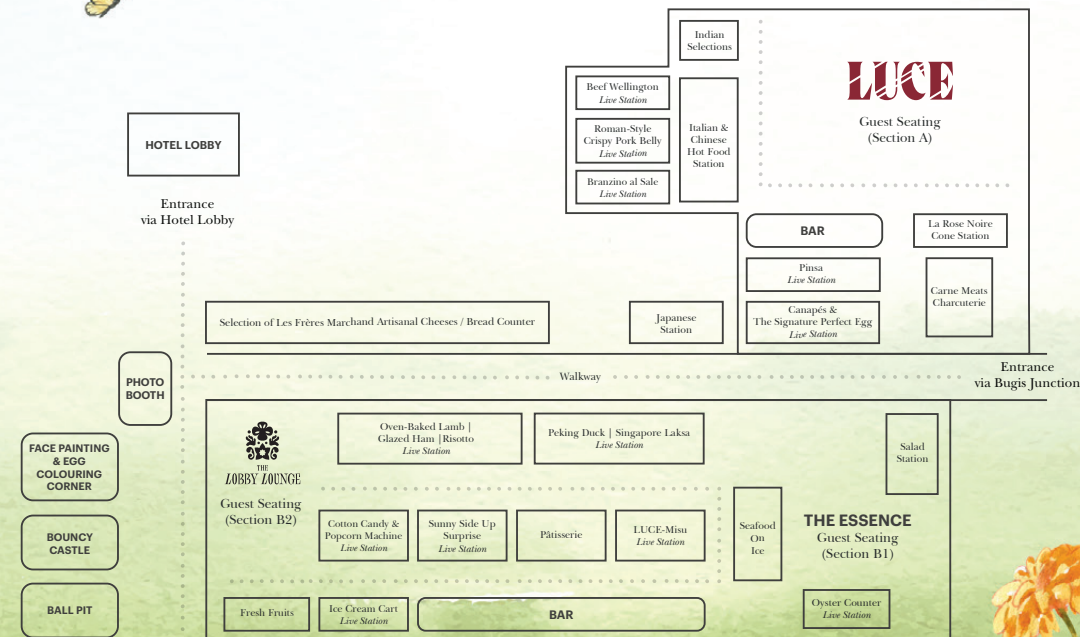 Indian
Selections
LUCE
Guest Seating
(Section A)
Beef Wellington
Live Station
Roman-Style
Crispy Pork Belly
Live Station
Branzino al Sale
Live Station
Italian &
Chinese
Hot Food
Station
HOTEL LOBBY
Entrance
via Hotel Lobby
BAR
La Rose Noire
Cone Station
Pinsa
Live Station
Carne Meats
Charcuterie
Canapés &
The Signature Perfect Egg
Live Station
Selection of Les Frères Marchand Artisanal Cheeses / Bread Counter
Japanese
Station
Walkway
Entrance
via Bugis Junction
PHOTO
BOOTH
FACE PAINTING
& EGG
COLOURING
CORNER
BOUNCY
CASTLE
BALL PIT
THE
LOBBY LOUNGE
Guest Seating
(Section B2)
Oven-Baked Lamb |
Glazed Ham |Risotto
Live Station
Peking Duck | Singapore Laksa
Live Station
Salad
Station
Cotton Candy &
Popcorn Machine
Live Station
Sunny Side Up
Surprise
Live Station
Pâtisserie
LUCE-Misu
Live Station
Seafood
On
Ice
THE ESSENCE
Guest Seating
(Section B1)
Fresh Fruits
Ice Cream Cart
Live Station
BAR
Oyster Counter
Live Station